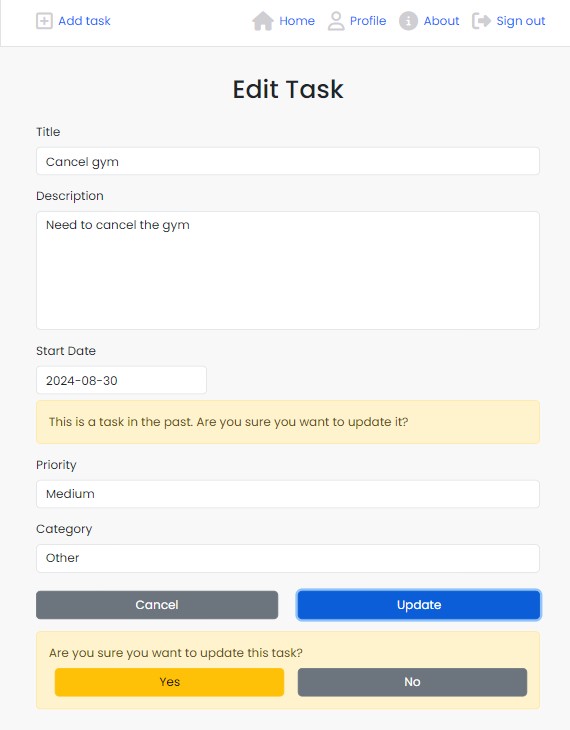 Add task Home Profile About Sign out
Edit Task
Title
Cancel gym
Description
Need to cancel the gym
Start Date
2024-08-30
This is a task in the past. Are you sure you want to update it?
Priority
Medium
Category
Other
Cancel Update
Are you sure you want to update this task?
Yes No